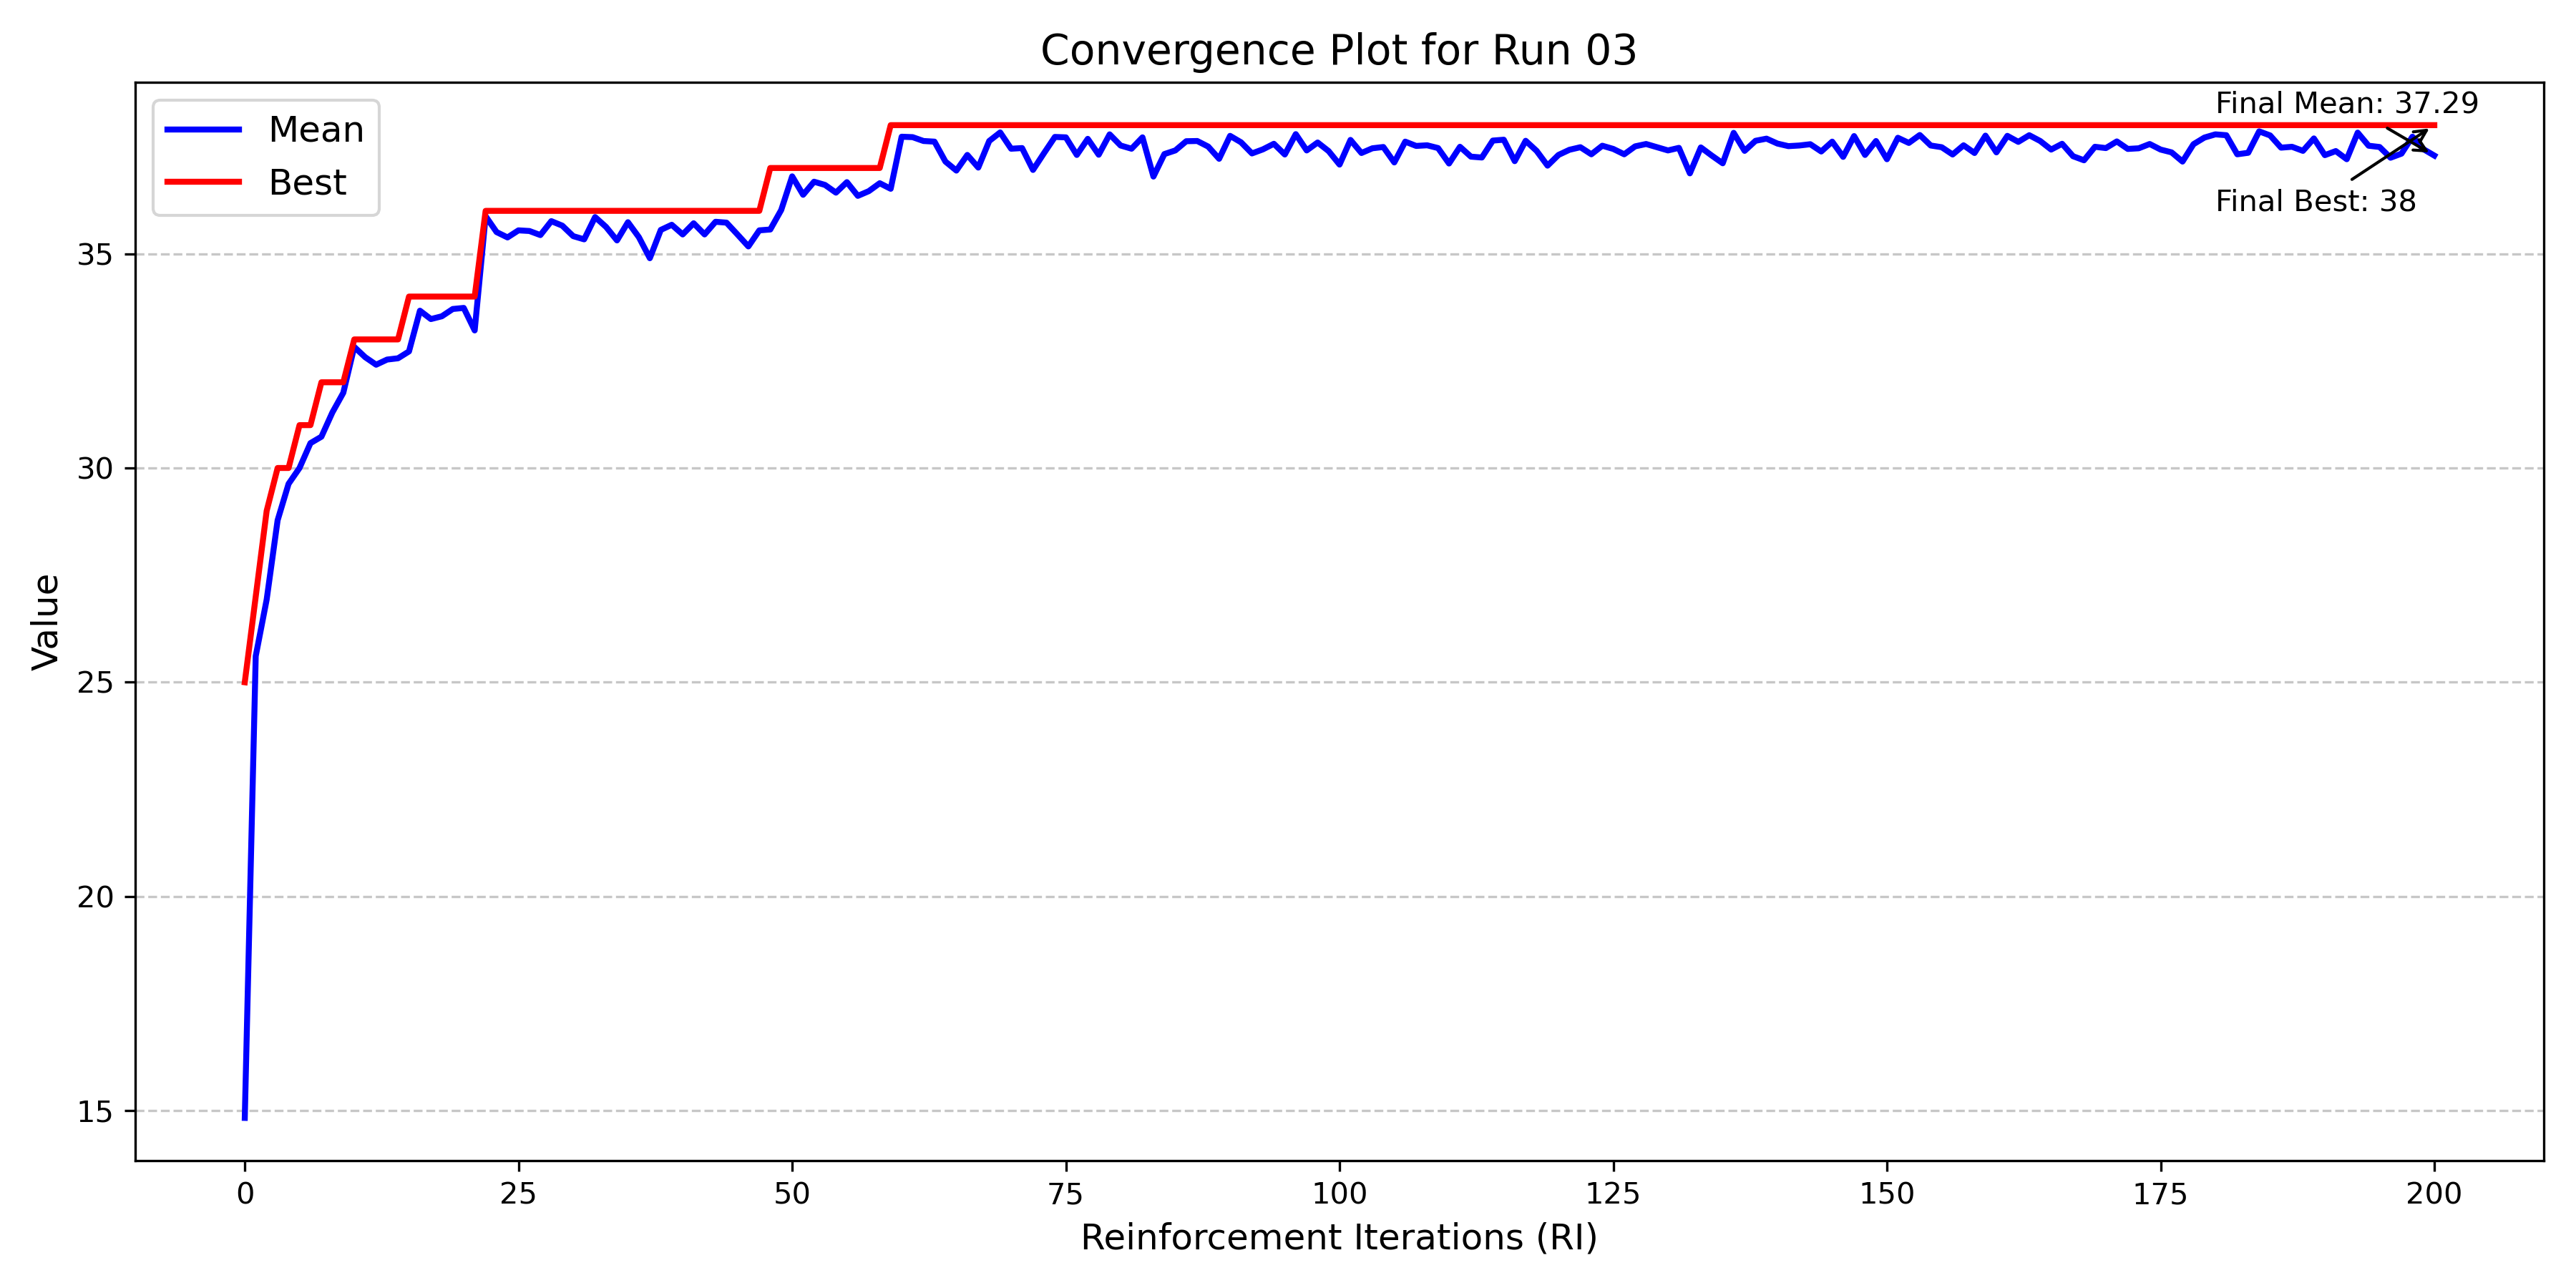 Convergence Plot for Run 03
Mean
Best
Final Mean: 37.29
Final Best: 38
Value
35
30
25
20
15
0 25 50 75 100 125 150 175 200
Reinforcement Iterations (RI)